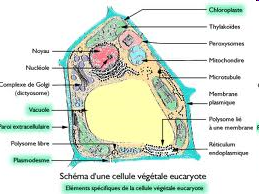 Chloroplaste
Thylakoïdes
Noyau
Peroxysomes
Nucléole
Mitochondrie
Complexe de Golgi
(dictyosome)
Microtubule
Vacuole
Membrane
plasmique
Paroi extracellulaire
Polysome lié
à une membrane
Polysome libre
Réticulum
endoplasmique
Plasmodesme
Schéma d'une cellule végétale eucaryote
Eléments spécifiques de la cellule végétale eucaryote